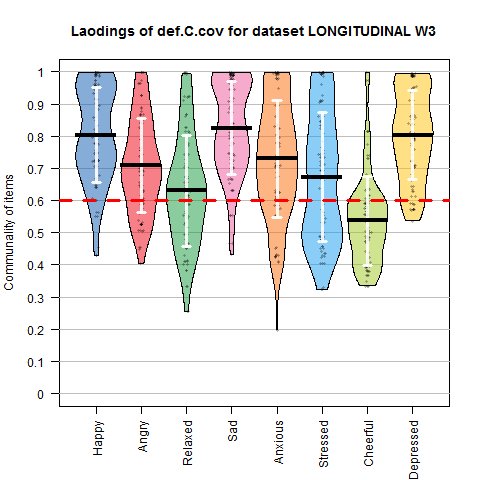 Laodings of def.C.cov for dataset LONGITUDINAL W3
Communality of items
1
0.9
0.8
0.7
0.6
0.5
0.4
0.3
0.2
0.1
0
Happy
Angry
Relaxed
Sad
Anxious
Stressed
Cheerful
Depressed